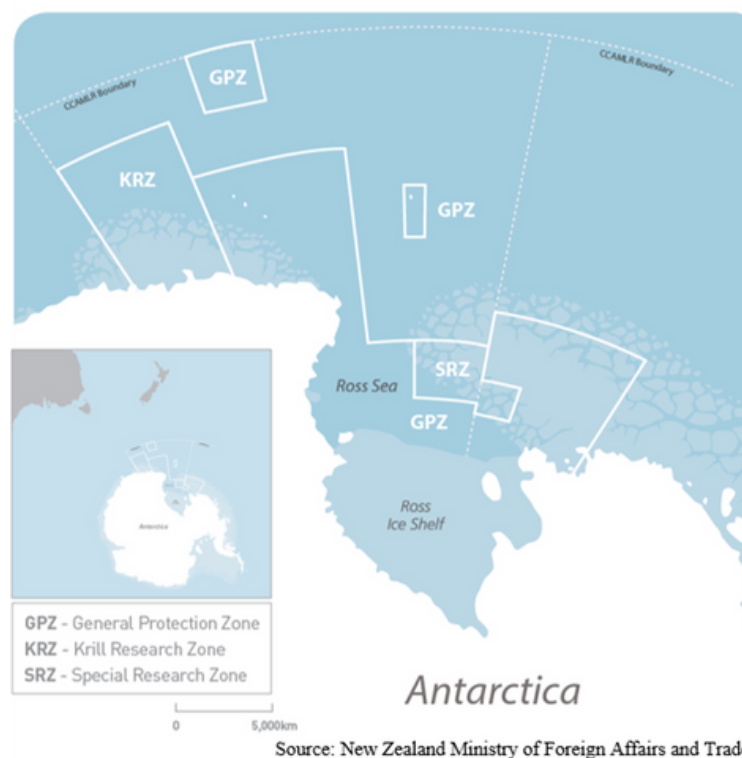 GPZ
CCAMLR Boundary
CCAMLR Boundary
KRZ
GPZ
SRZ
Ross Sea
GPZ
Ross
Ice Shelf
Antarctica
GPZ - General Protection Zone
KRZ - Krill Research Zone
SRZ - Special Research Zone
Antarctica
0 5,000km
Source: New Zealand Ministry of Foreign Affairs and Trade